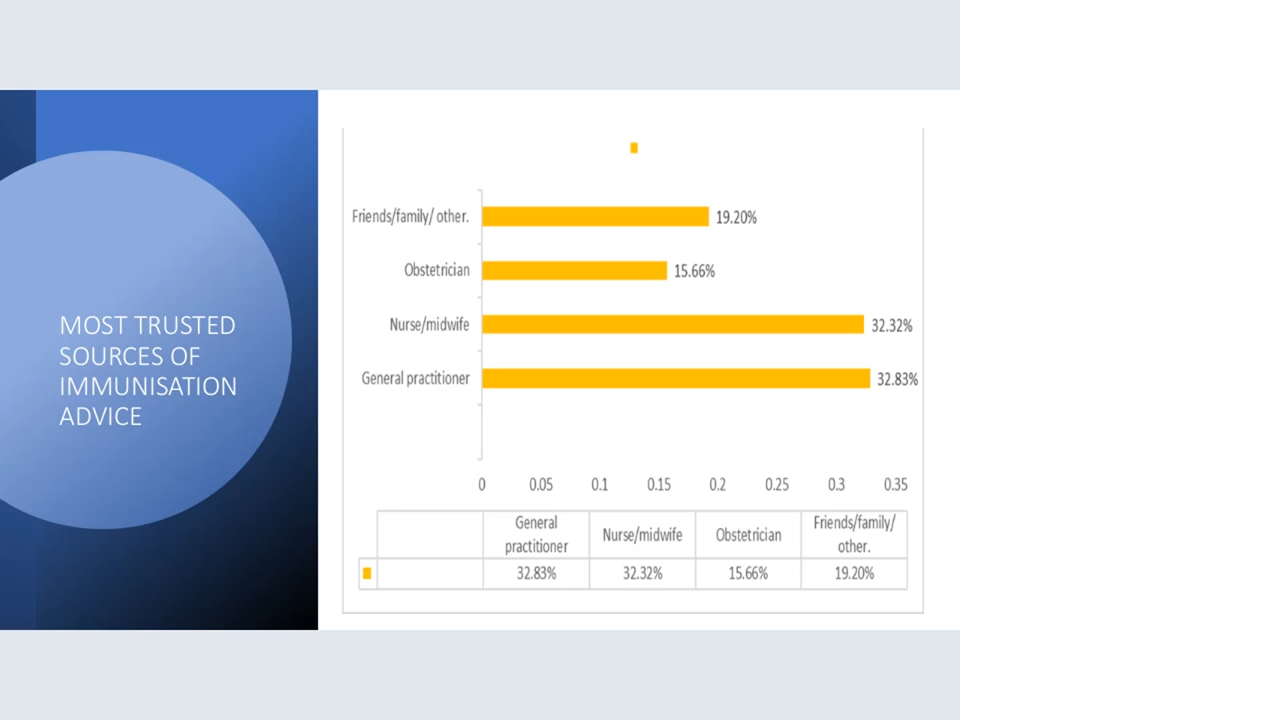 MOST TRUSTED
SOURCES OF
IMMUNISATION
ADVICE
Friends/family/ other.
19.20%
Obstetrician
15.66%
Nurse/midwife
32.32%
General practitioner
32.83%
0 0.05 0.1 0.15 0.2 0.25 0.3 0.35
General
practitioner
Nurse/midwife
Obstetrician
Friends/family/
other.
32.83% 32.32% 15.66% 19.20%